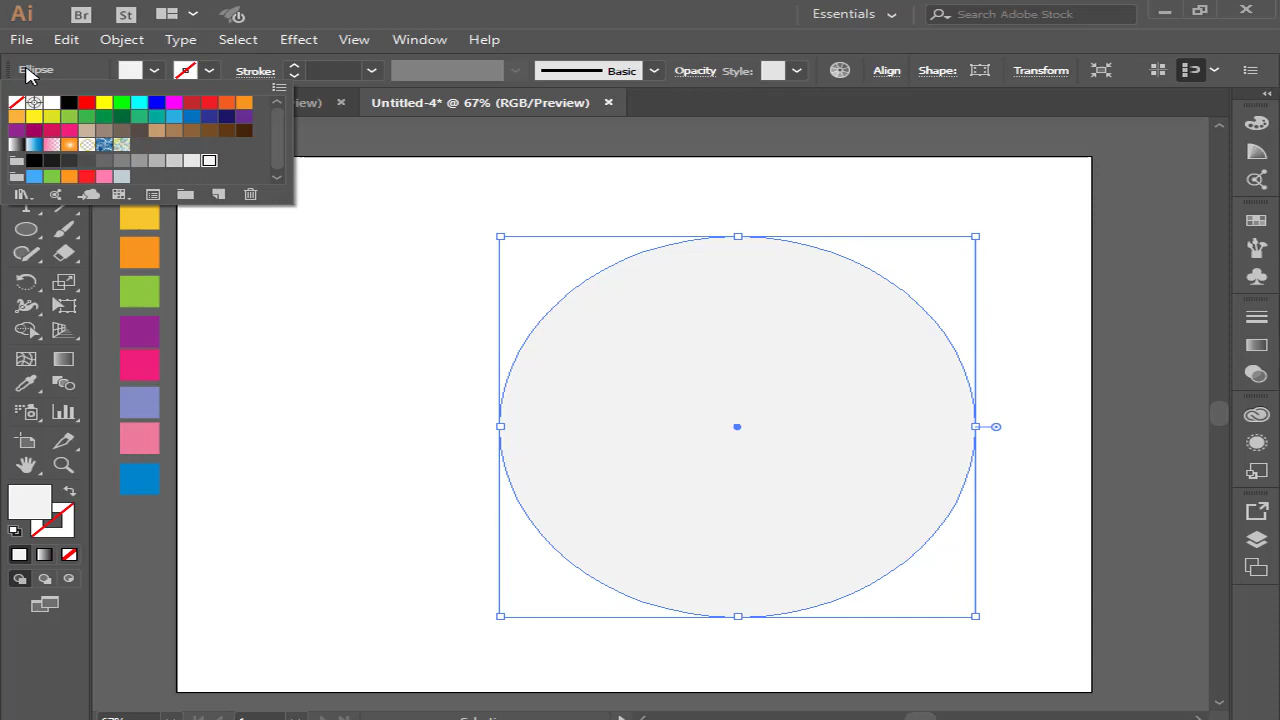 Ai Br St Essentials Search Adobe Stock
File Edit Object Type Select Effect View Window Help
Ellipse Stroke: Basic Opacity Style: Align Shape: Transform
view) × Untitled-4* @ 67% (RGB/Preview) ×